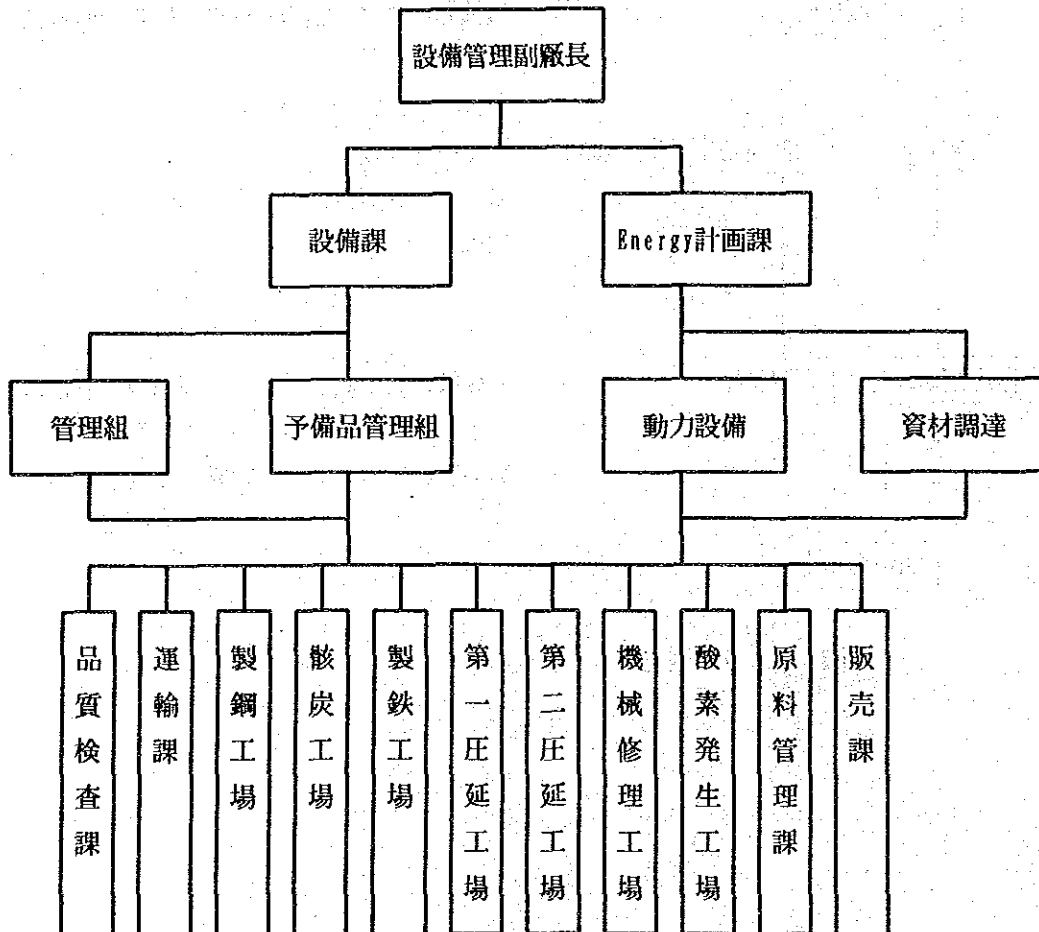 設備管理副廠長
設備課
Energy計画課
管理組
予備品管理組
動力設備
資材調達
品質検査課
運輸課
製鋼工場
骸炭工場
製鉄工場
第一圧延工場
第二圧延工場
機械修理工場
酸素発生工場
原料管理課
販売課